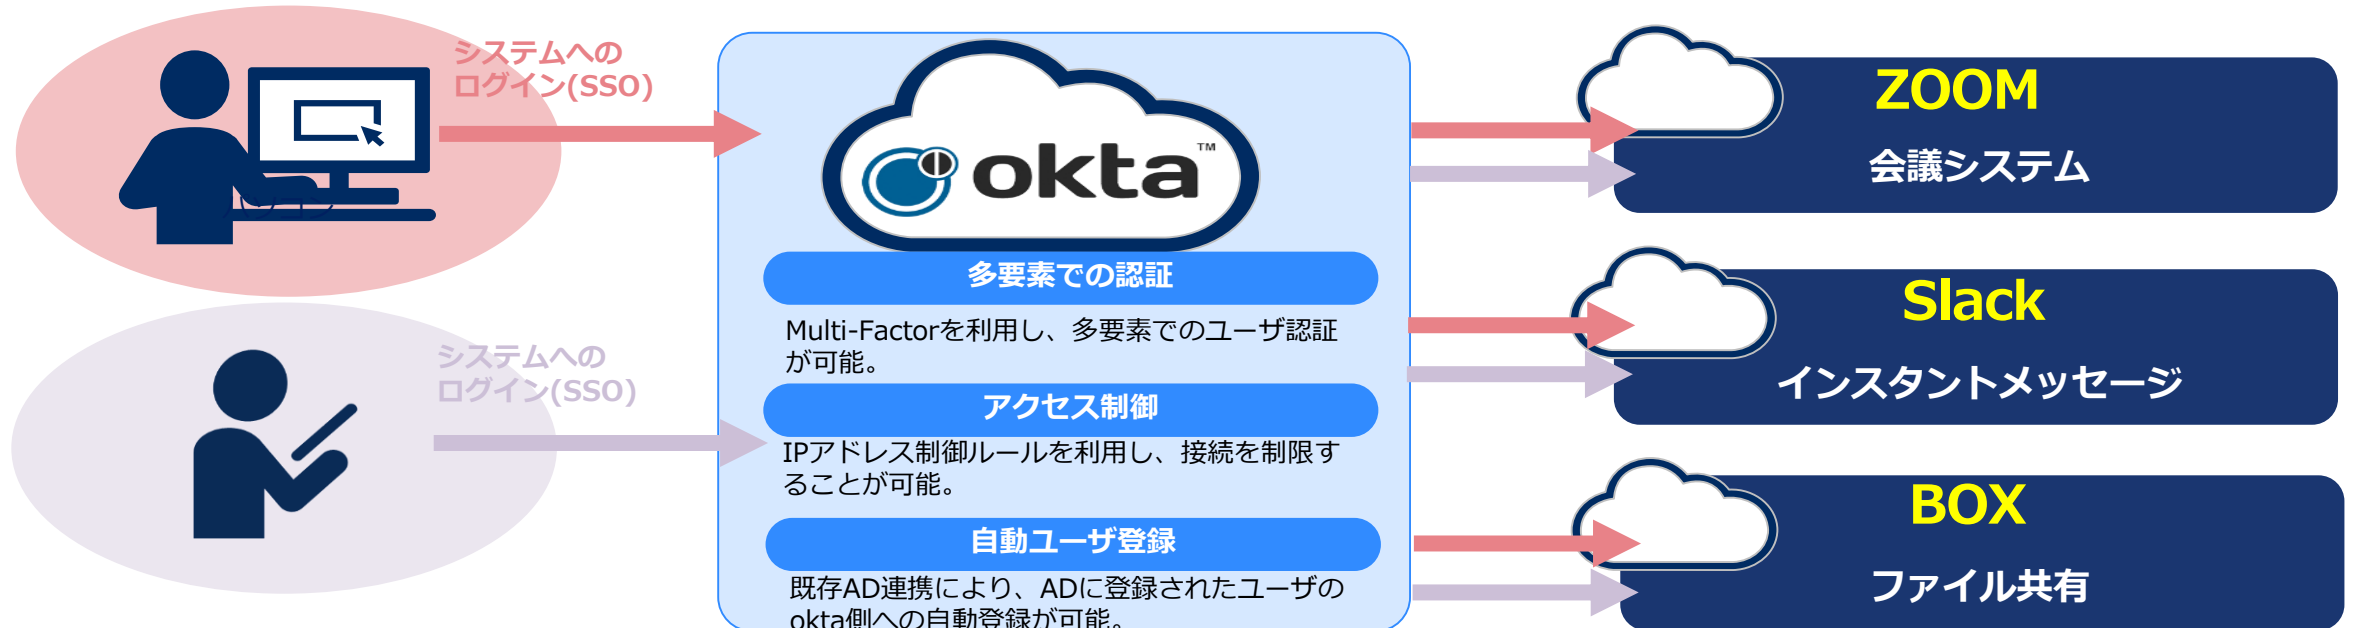 システムへの
ログイン(SSO)
システムへの
ログイン(SSO)
okta™
多要素での認証
Multi-Factorを利用し、多要素でのユーザ認証
が可能。
アクセス制御
IPアドレス制御ルールを利用し、接続を制限す
ることが可能。
自動ユーザ登録
既存AD連携により、ADに登録されたユーザの
okta側への自動登録が可能。
ZOOM
会議システム
Slack
インスタントメッセージ
BOX
ファイル共有